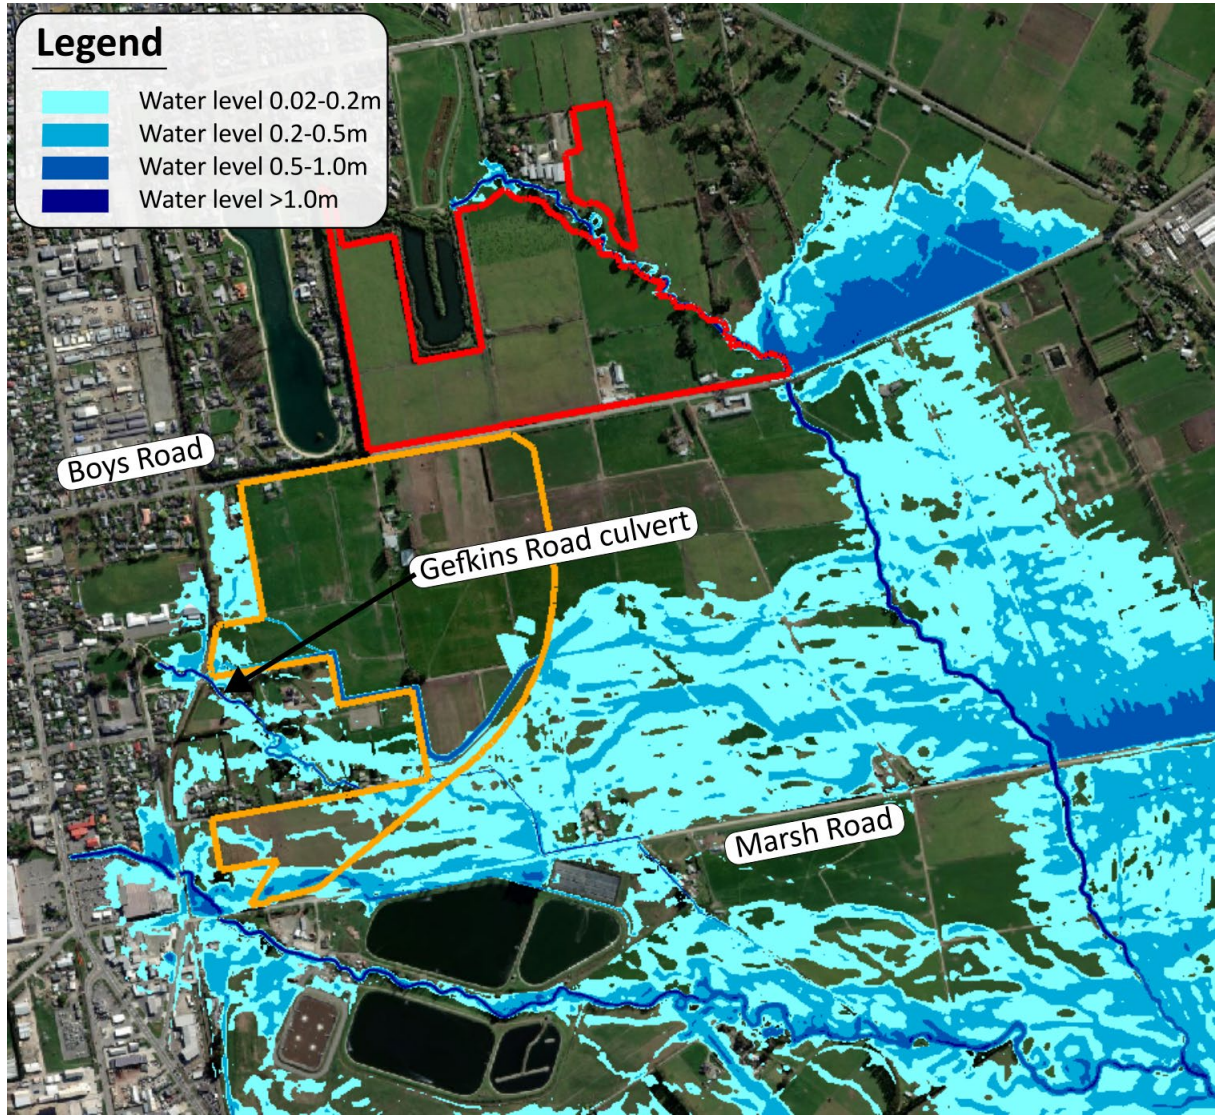 Legend
Water level 0.02-0.2m
Water level 0.2-0.5m
Water level 0.5-1.0m
Water level >1.0m
Boys Road
Gefkins Road culvert
Marsh Road